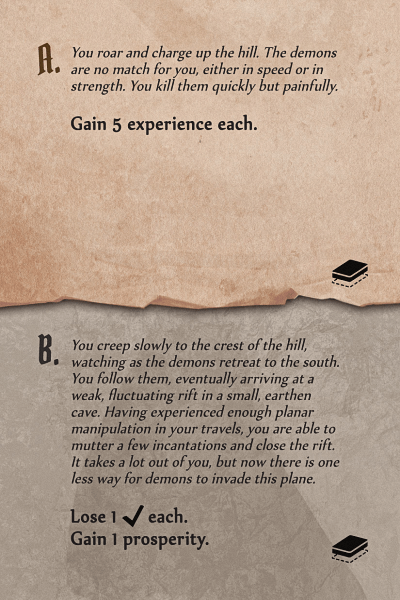 A.
You roar and charge up the hill. The demons
are no match for you, either in speed or in
strength. You kill them quickly but painfully.
Gain 5 experience each.
B.
You creep slowly to the crest of the hill,
watching as the demons retreat to the south.
You follow them, eventually arriving at a
weak, fluctuating rift in a small, earthen
cave. Having experienced enough planar
manipulation in your travels, you are able to
mutter a few incantations and close the rift.
It takes a lot out of you, but now there is one
less way for demons to invade this plane.
Lose 1 ✓ each.
Gain 1 prosperity.